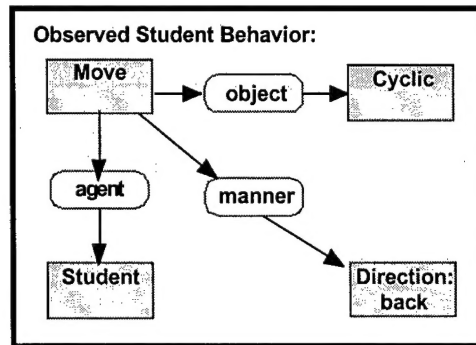 Observed Student Behavior:
Move
object
Cyclic
agent
manner
Student
Direction:
back